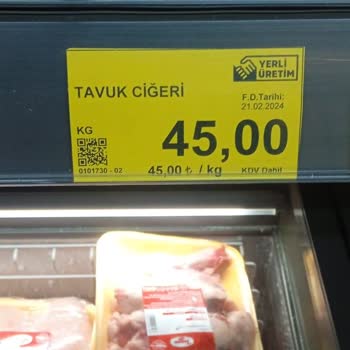 YERLİ
ÜRETİM
TAVUK CİĞERİ
F.D.Tarihi:
21.02.2024
KG
45,00
0101730 - 02
45,00 ₺ / kg
KDV Dahil